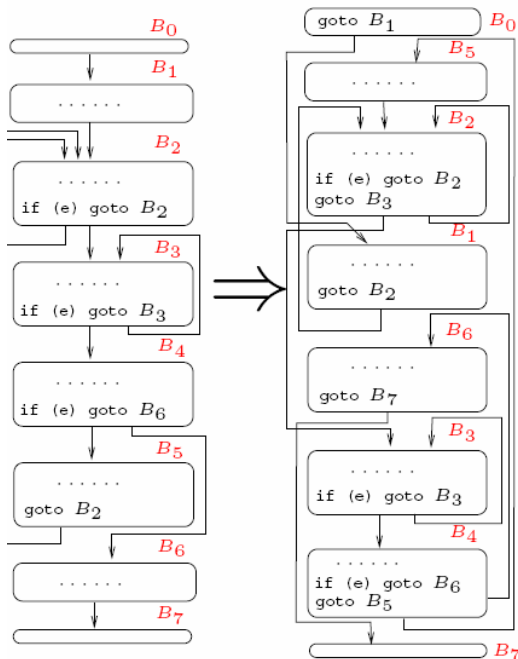 B0
B1
......
B2
......
if (e) goto B2
B3
......
if (e) goto B3
B4
......
if (e) goto B6
B5
......
goto B2
B6
......
B7
goto B1
B0
B5
......
B2
......
if (e) goto B2
goto B3
B1
......
goto B2
B6
......
goto B7
B3
......
if (e) goto B3
B4
......
if (e) goto B6
goto B5
B7